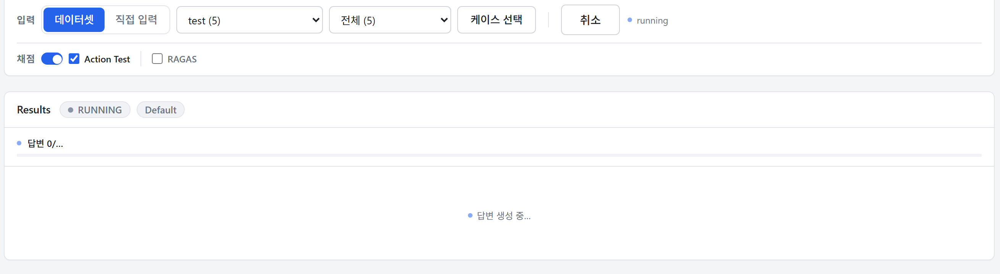 입력 데이터셋 직접 입력 test (5) 전체 (5) 케이스 선택 취소 running
채점 Action Test RAGAS
Results RUNNING Default
답변 0/...
답변 생성 중...